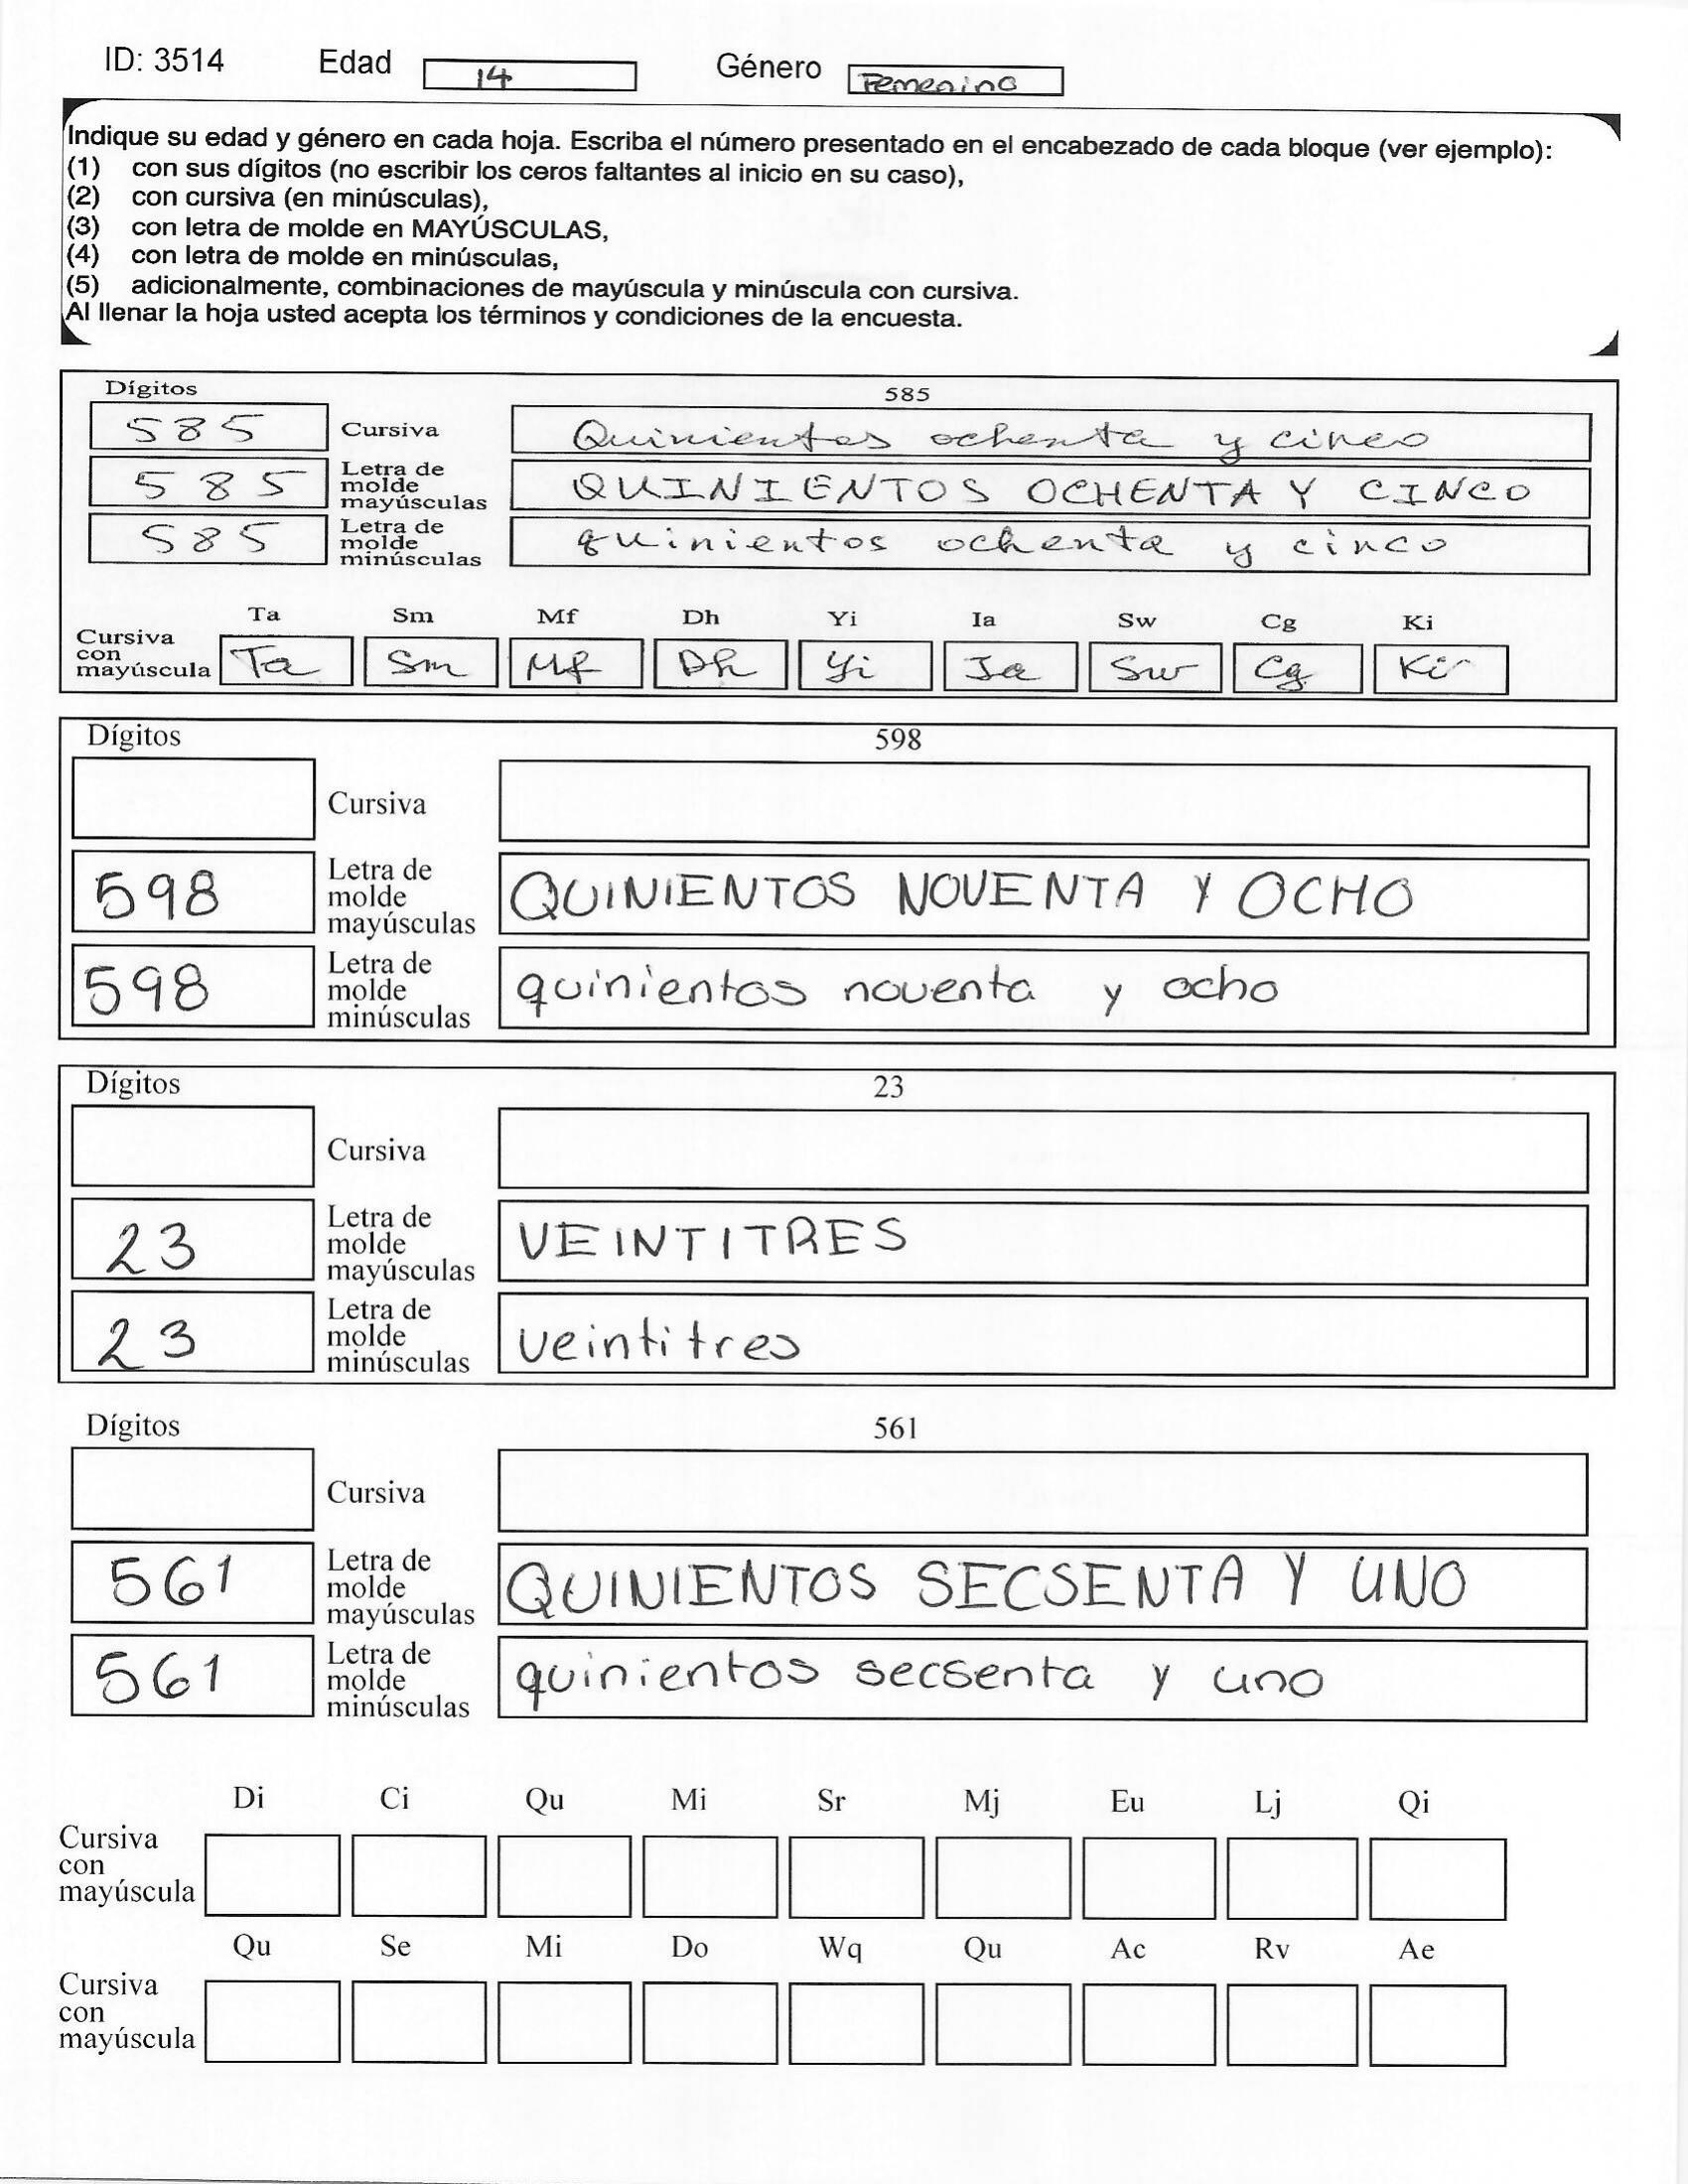 ID: 3514 Edad 14 Género Femenino
Indique su edad y género en cada hoja. Escriba el número presentado en el encabezado de cada bloque (ver ejemplo):
(1) con sus dígitos (no escribir los ceros faltantes al inicio en su caso),
(2) con cursiva (en minúsculas),
(3) con letra de molde en MAYÚSCULAS,
(4) con letra de molde en minúsculas,
(5) adicionalmente, combinaciones de mayúscula y minúscula con cursiva.
Al llenar la hoja usted acepta los términos y condiciones de la encuesta.
Dígitos 585
585 Cursiva Quinientos ochenta y cinco
585 Letra de molde mayúsculas QUINIENTOS OCHENTA Y CINCO
585 Letra de molde minúsculas quinientos ochenta y cinco
Ta Sm Mf Dh Yi Ia Sw Cg Ki
Cursiva con mayúscula Ta Sm Mf Dh Yi Ia Sw Cg Ki
Dígitos 598
Cursiva
598 Letra de molde mayúsculas QUINIENTOS NOVENTA Y OCHO
598 Letra de molde minúsculas quinientos noventa y ocho
Dígitos 23
Cursiva
23 Letra de molde mayúsculas VEINTITRES
23 Letra de molde minúsculas veintitres
Dígitos 561
Cursiva
561 Letra de molde mayúsculas QUINIENTOS SECSENTA Y UNO
561 Letra de molde minúsculas quinientos secsenta y uno
Di Ci Qu Mi Sr Mj Eu Lj Qi
Cursiva con mayúscula
Qu Se Mi Do Wq Qu Ac Rv Ae
Cursiva con mayúscula